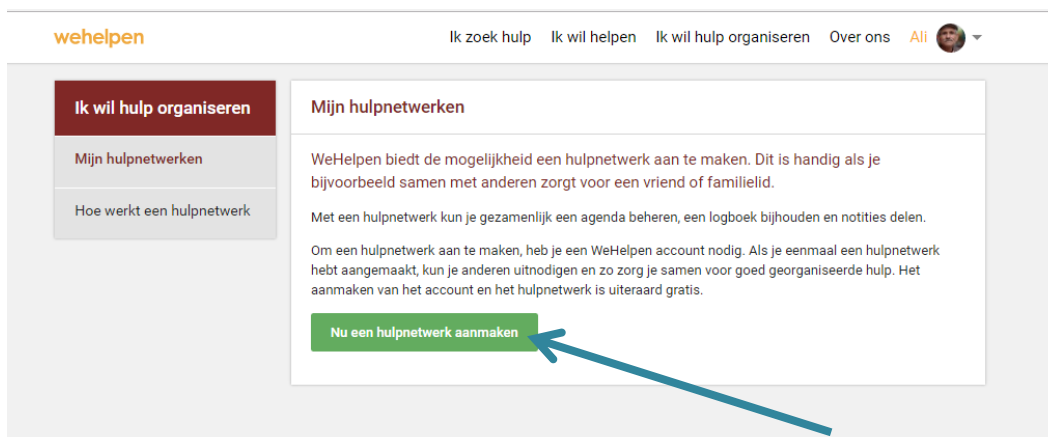 wehelpen
Ik zoek hulp Ik wil helpen Ik wil hulp organiseren Over ons Ali
Ik wil hulp organiseren
Mijn hulpnetwerken
Hoe werkt een hulpnetwerk
Mijn hulpnetwerken
WeHelpen biedt de mogelijkheid een hulpnetwerk aan te maken. Dit is handig als je
bijvoorbeeld samen met anderen zorgt voor een vriend of familielid.
Met een hulpnetwerk kun je gezamenlijk een agenda beheren, een logboek bijhouden en notities delen.
Om een hulpnetwerk aan te maken, heb je een WeHelpen account nodig. Als je eenmaal een hulpnetwerk
hebt aangemaakt, kun je anderen uitnodigen en zo zorg je samen voor goed georganiseerde hulp. Het
aanmaken van het account en het hulpnetwerk is uiteraard gratis.
Nu een hulpnetwerk aanmaken